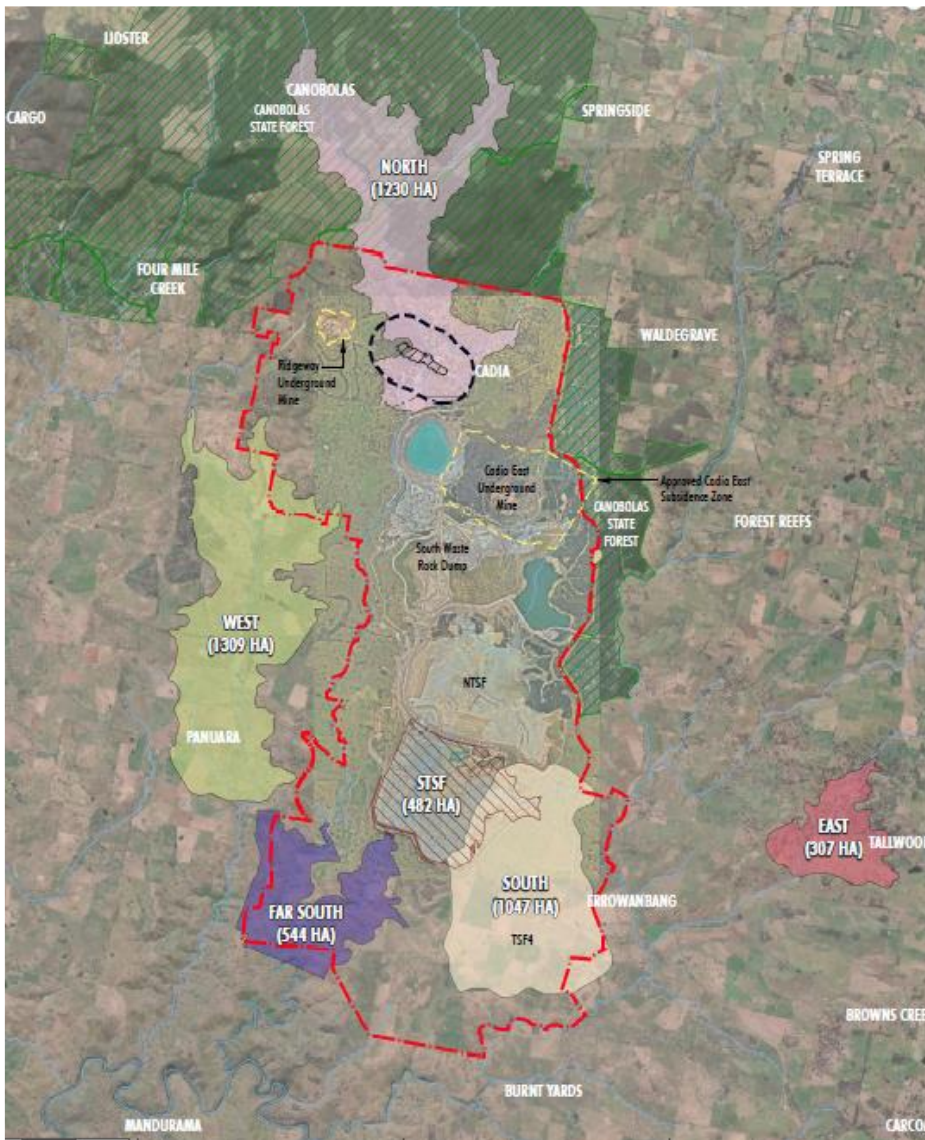 LIDSTER
CANOBOLAS
CANOBOLAS
STATE FOREST
CARGO
SPRINGSIDE
NORTH
(1230 HA)
SPRING
TERRACE
FOUR MILE
CREEK
WALDEGRAVE
Ridgeway
Underground
Mine
CADIA
Cadia East
Underground
Mine
Approved Cadia East
Subsidence Zone
CANOBOLAS
STATE
FOREST
FOREST REEFS
South Waste
Rock Dump
WEST
(1309 HA)
NTSF
PANUARA
STSF
(482 HA)
EAST
(307 HA)
TALLWOO
SOUTH
(1047 HA)
ERROWANBANG
FAR SOUTH
(544 HA)
TSF4
BROWNS CREE
BURNT YARDS
MANDURAMA
CARCO